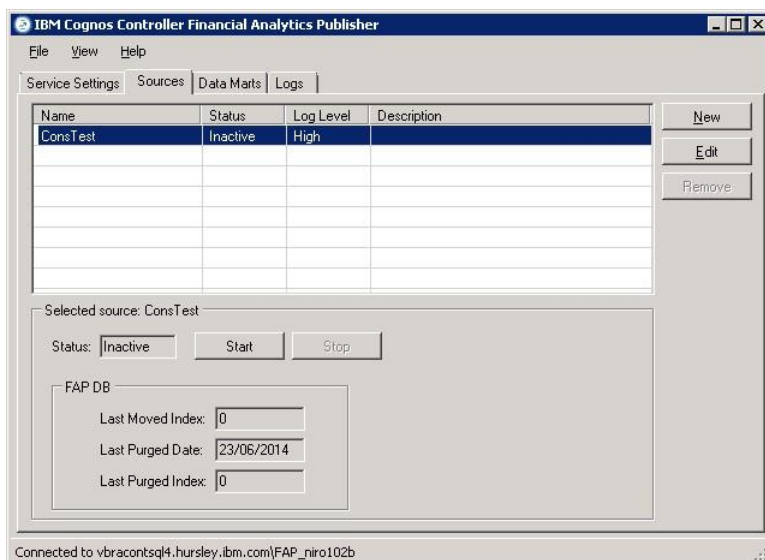 IBM Cognos Controller Financial Analytics Publisher
File View Help
Service Settings Sources Data Marts Logs
Name Status Log Level Description
ConsTest Inactive High
New
Edit
Remove
Selected source: ConsTest
Status: Inactive Start Stop
FAP DB
Last Moved Index: 0
Last Purged Date: 23/06/2014
Last Purged Index: 0
Connected to vbracontsql4.hursley.ibm.com\FAP_niro102b